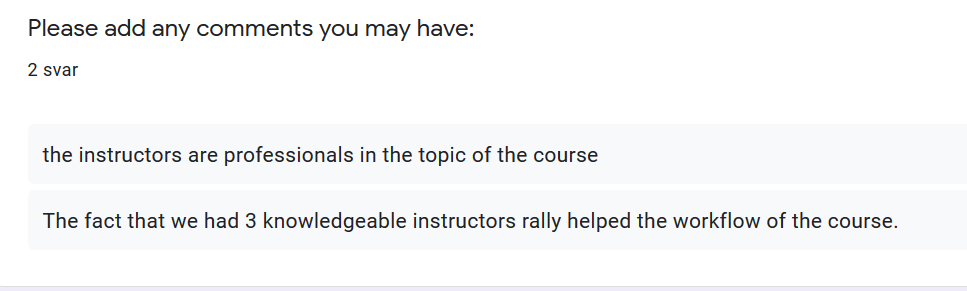 Please add any comments you may have:
2 svar
the instructors are professionals in the topic of the course
The fact that we had 3 knowledgeable instructors rally helped the workflow of the course.